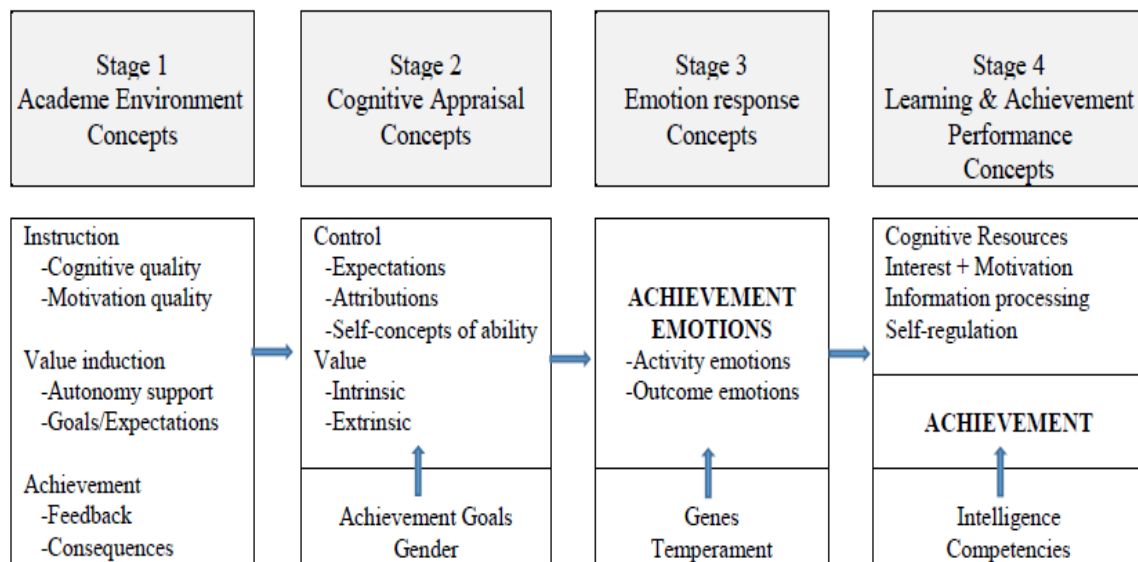 Stage 1
Academe Environment
Concepts
Stage 2
Cognitive Appraisal
Concepts
Stage 3
Emotion response
Concepts
Stage 4
Learning & Achievement
Performance
Concepts
Instruction
-Cognitive quality
-Motivation quality
Value induction
-Autonomy support
-Goals/Expectations
Achievement
-Feedback
-Consequences
Control
-Expectations
-Attributions
-Self-concepts of ability
Value
-Intrinsic
-Extrinsic
Achievement Goals
Gender
ACHIEVEMENT
EMOTIONS
-Activity emotions
-Outcome emotions
Genes
Temperament
Cognitive Resources
Interest + Motivation
Information processing
Self-regulation
ACHIEVEMENT
Intelligence
Competencies